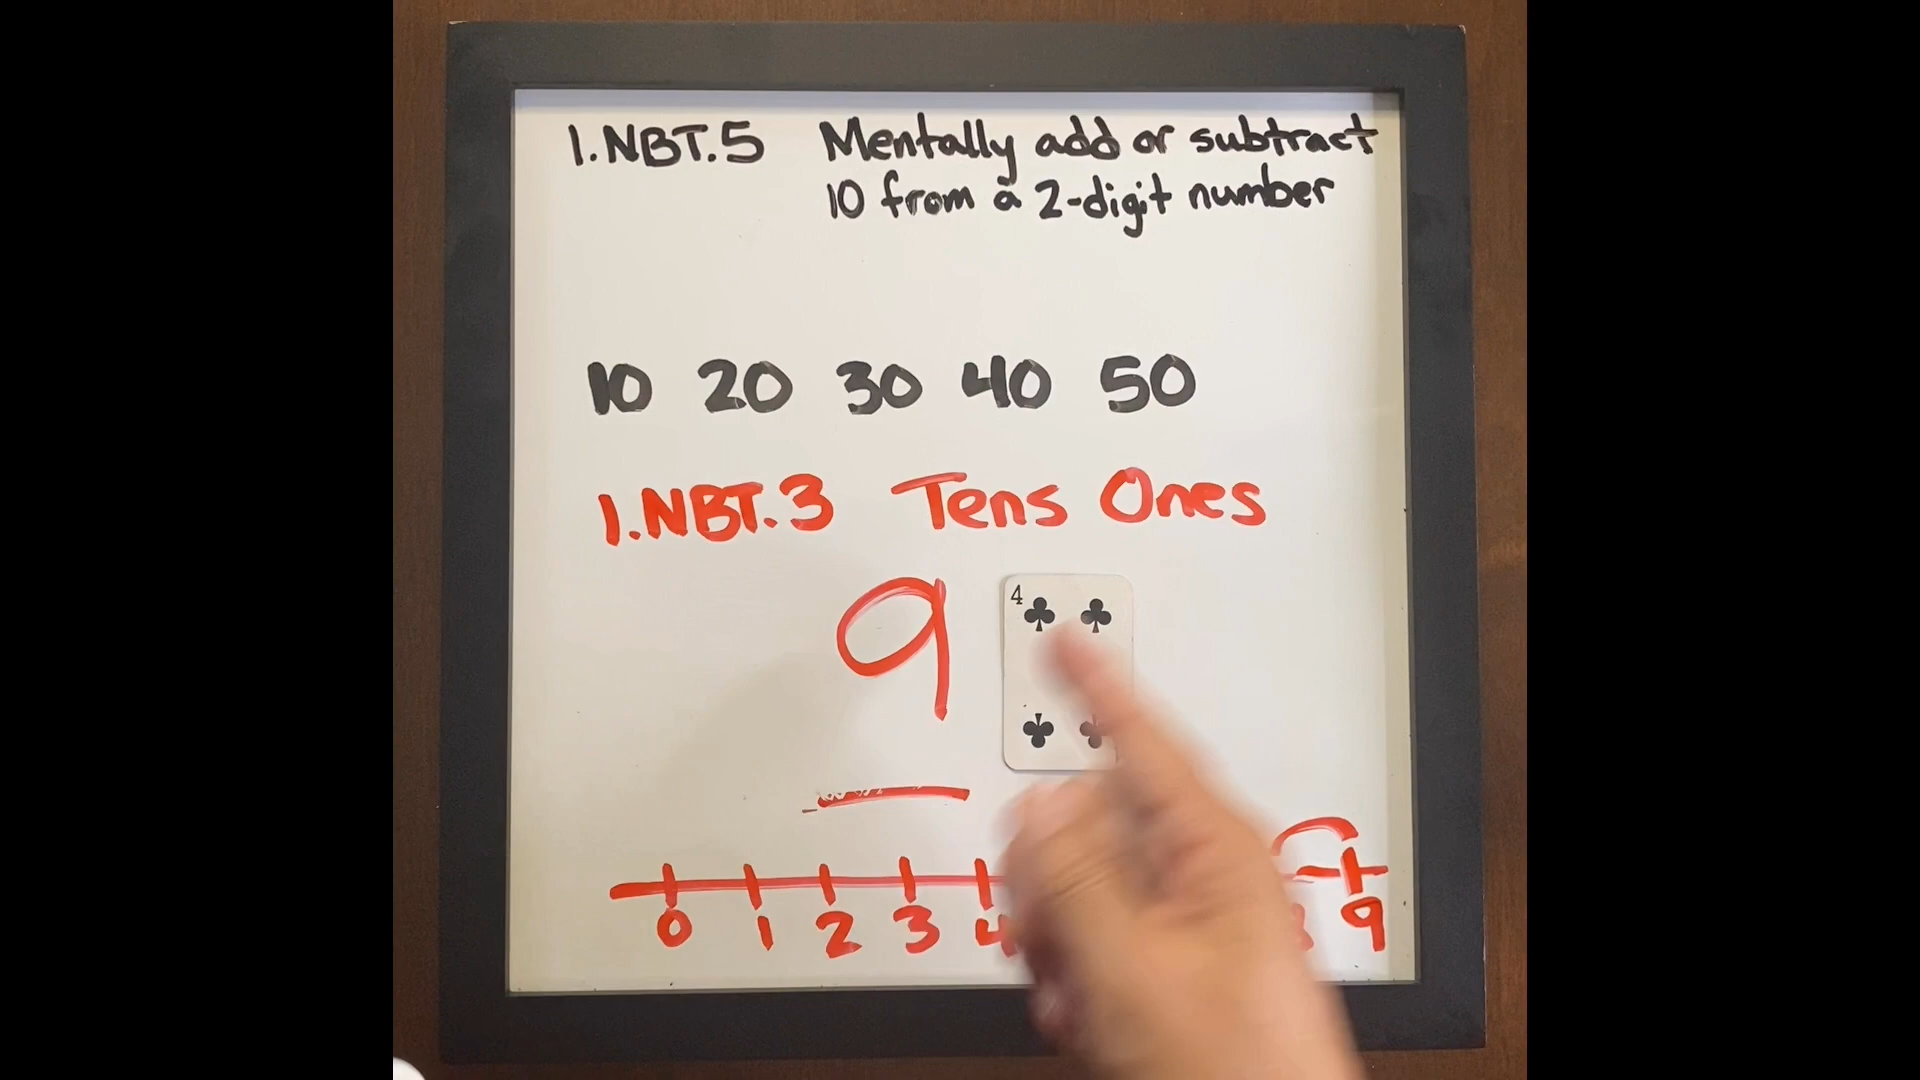 1.NBT.5 Mentally add or subtract
10 from a 2-digit number
10 20 30 40 50
1.NBT.3 Tens Ones
9 4
0 1 2 3 4 9